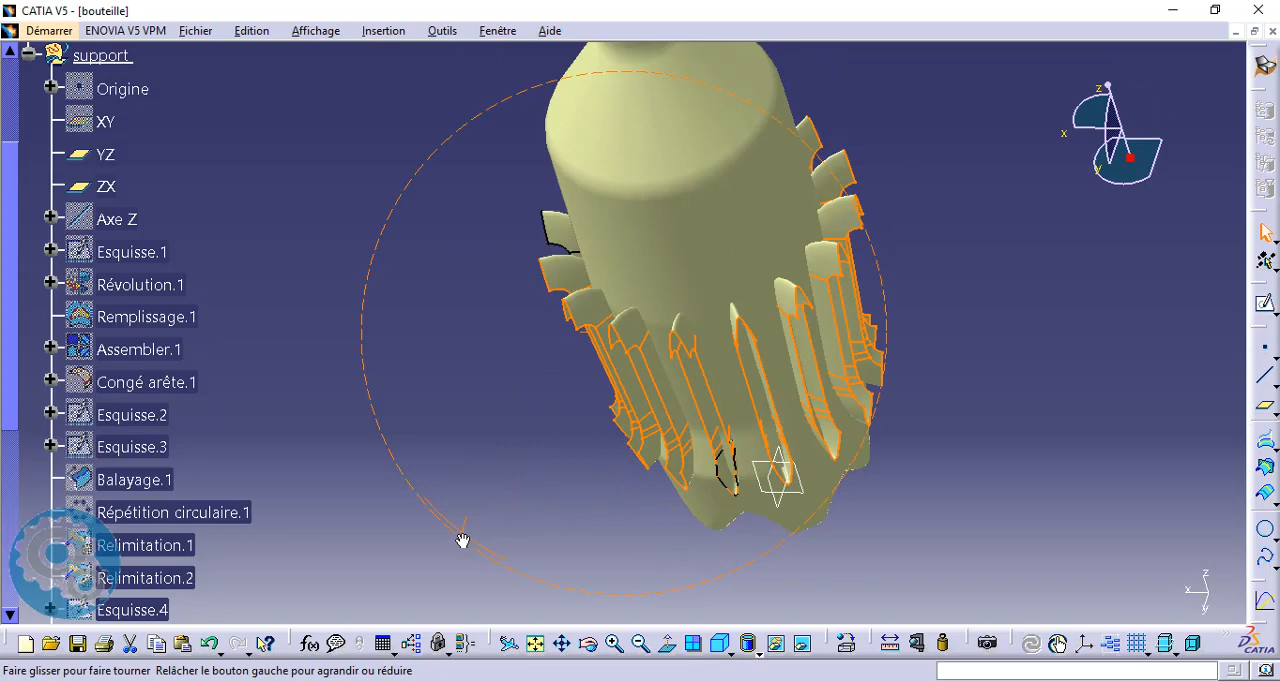 CATIA V5 - [bouteille]
Démarrer ENOVIA V5 VPM Fichier Edition Affichage Insertion Outils Fenêtre Aide
support
Origine
XY
YZ
ZX
Axe Z
Esquisse.1
Révolution.1
Remplissage.1
Assembler.1
Congé arête.1
Esquisse.2
Esquisse.3
Balayage.1
Répétition circulaire.1
Relimitation.1
Relimitation.2
Esquisse.4
z
x
y
z
x
y
f(x)
CATIA
Faire glisser pour faire tourner Relâcher le bouton gauche pour agrandir ou réduire